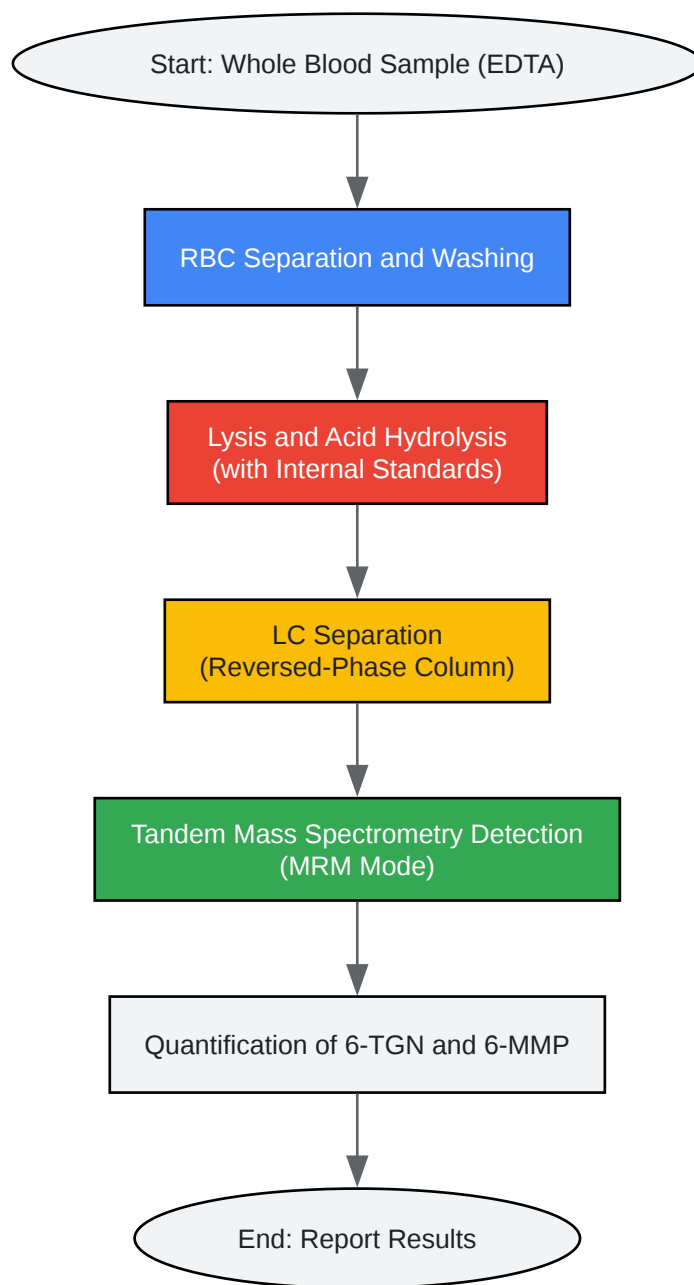 Start: Whole Blood Sample (EDTA)
RBC Separation and Washing
Lysis and Acid Hydrolysis
(with Internal Standards)
LC Separation
(Reversed-Phase Column)
Tandem Mass Spectrometry Detection
(MRM Mode)
Quantification of 6-TGN and 6-MMP
End: Report Results